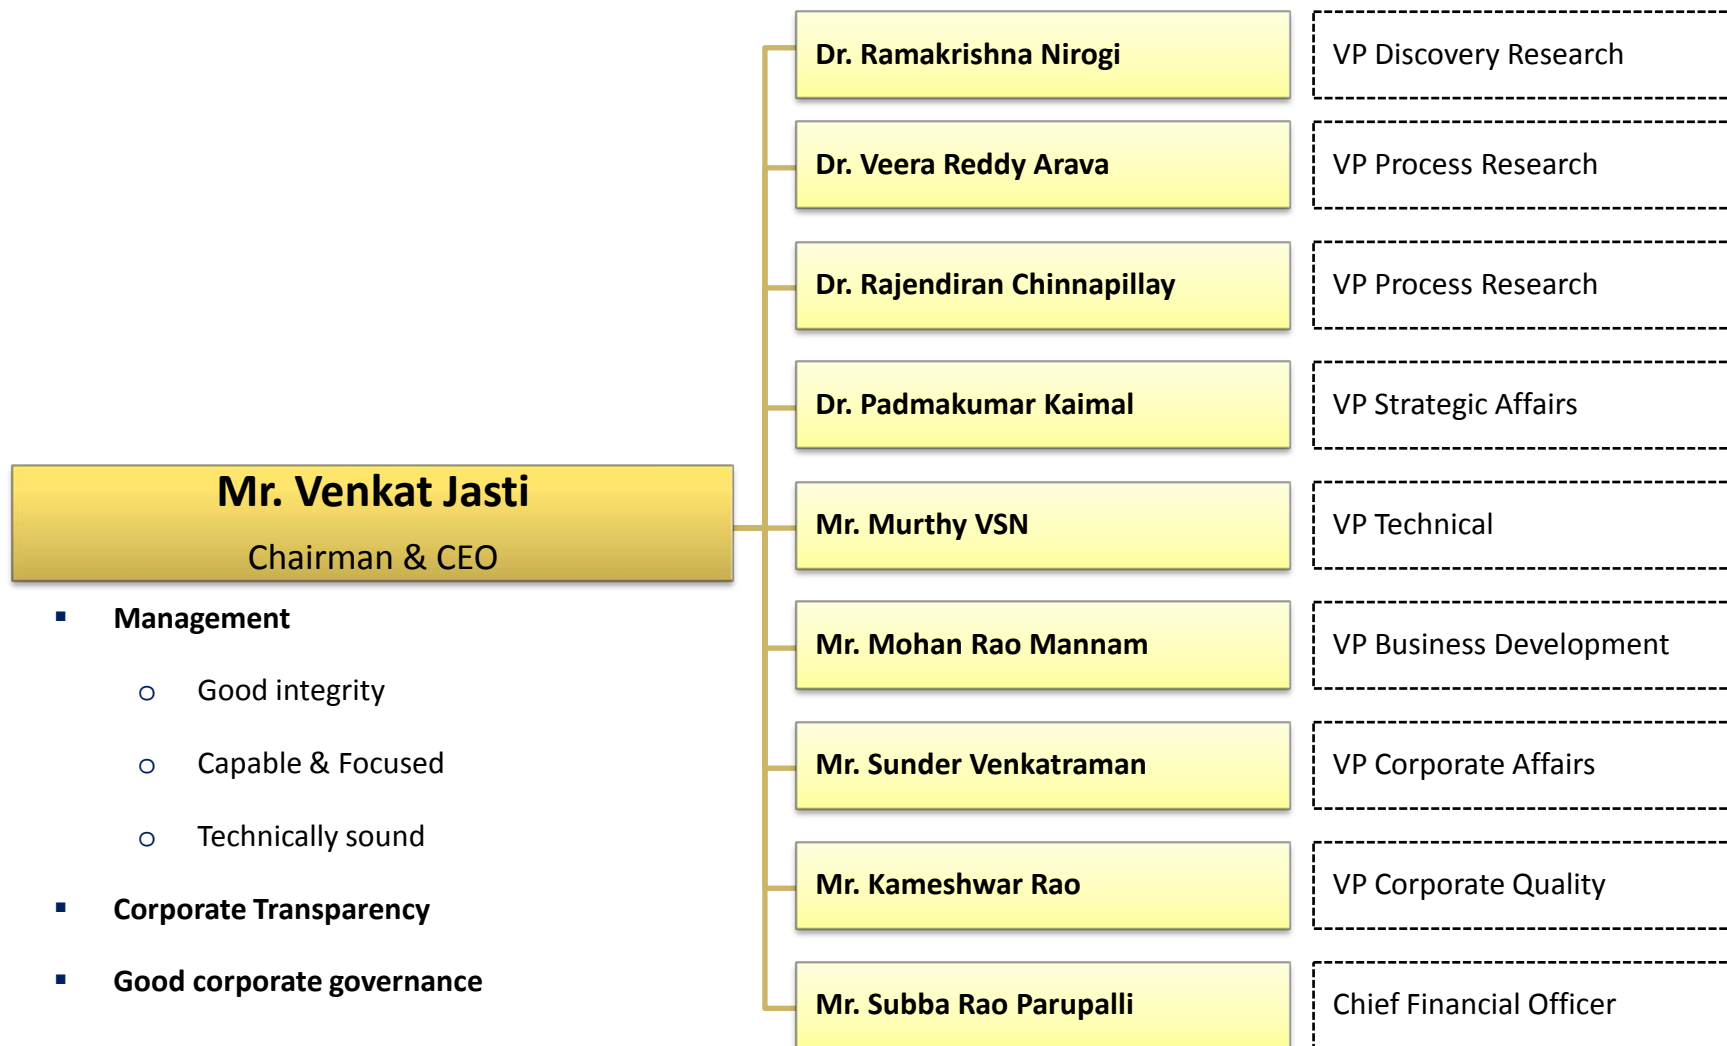 Dr. Ramakrishna Nirogi
VP Discovery Research
Dr. Veera Reddy Arava
VP Process Research
Dr. Rajendiran Chinnapillay
VP Process Research
Dr. Padmakumar Kaimal
VP Strategic Affairs
Mr. Venkat Jasti
Chairman & CEO
Mr. Murthy VSN
VP Technical
▪ Management
o Good integrity
o Capable & Focused
o Technically sound
▪ Corporate Transparency
▪ Good corporate governance
Mr. Mohan Rao Mannam
VP Business Development
Mr. Sunder Venkatraman
VP Corporate Affairs
Mr. Kameshwar Rao
VP Corporate Quality
Mr. Subba Rao Parupalli
Chief Financial Officer